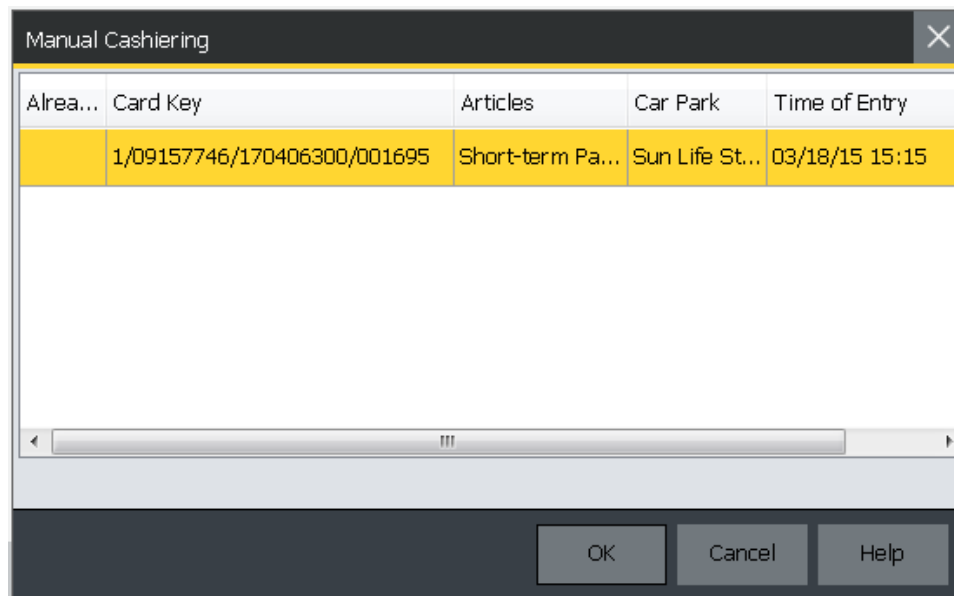 Manual Cashiering
Alrea... Card Key Articles Car Park Time of Entry
1/09157746/170406300/001695 Short-term Pa... Sun Life St... 03/18/15 15:15
OK Cancel Help